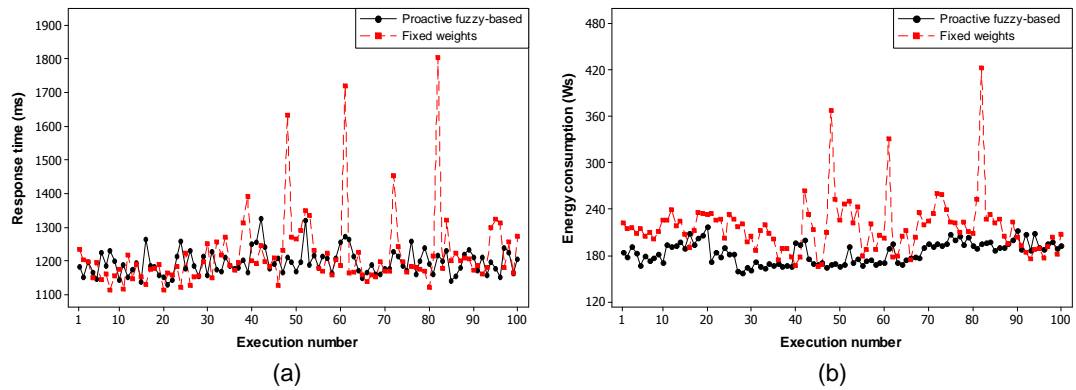 Response time (ms)
1900
1800
1700
1600
1500
1400
1300
1200
1100
Proactive fuzzy-based
Fixed weights
1 10 20 30 40 50 60 70 80 90 100
Execution number
(a)
Energy consumption (Ws)
480
420
360
300
240
180
120
Proactive fuzzy-based
Fixed weights
1 10 20 30 40 50 60 70 80 90 100
Execution number
(b)